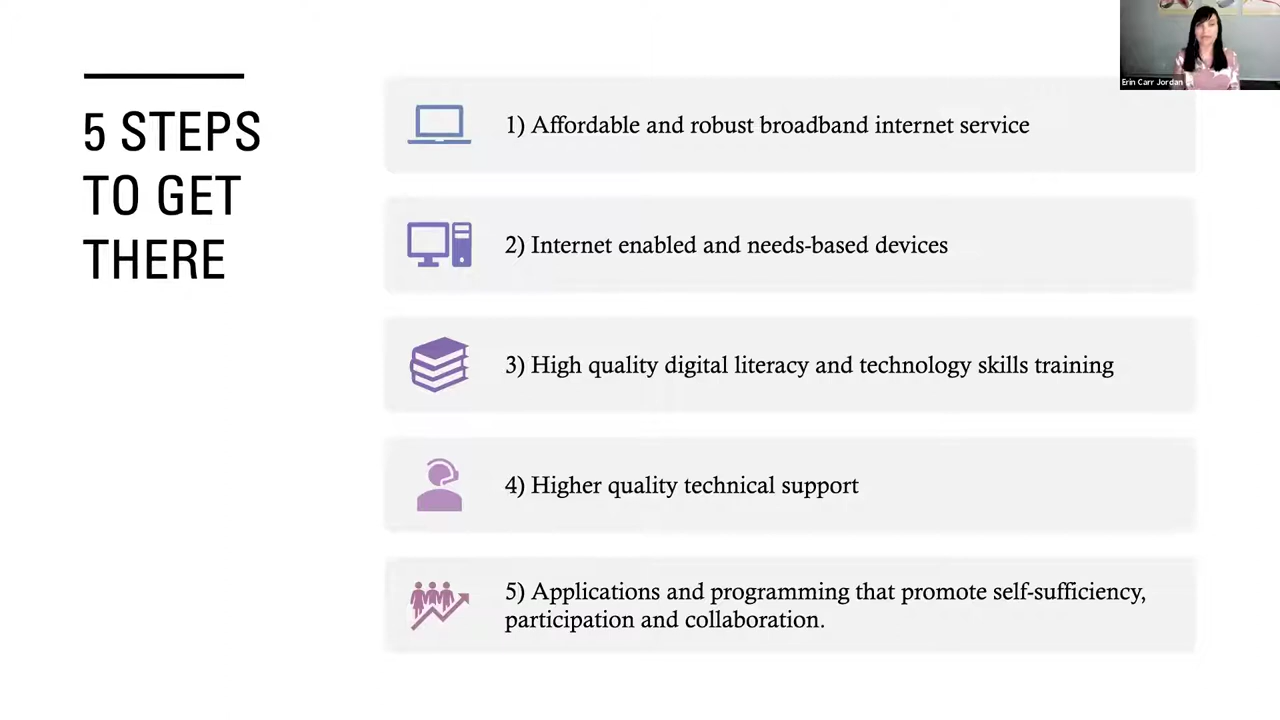 5 STEPS
TO GET
THERE
1) Affordable and robust broadband internet service
2) Internet enabled and needs-based devices
3) High quality digital literacy and technology skills training
4) Higher quality technical support
5) Applications and programming that promote self-sufficiency,
participation and collaboration.
Erin Carr Jordan